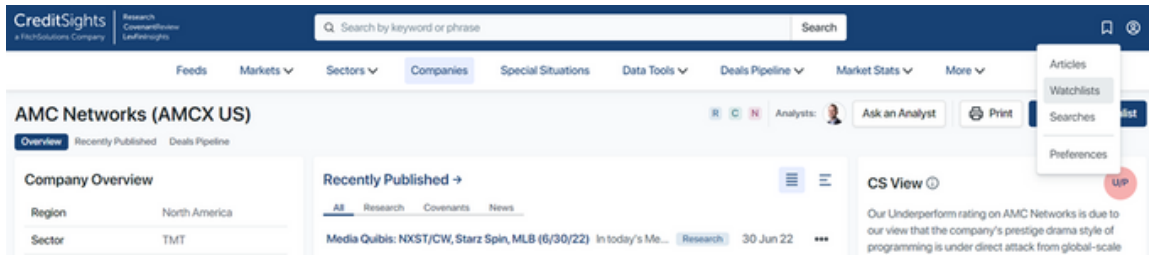 CreditSights
a FitchSolutions Company
Research
CovenantReview
LevFinInsights
Search by keyword or phrase
Search
Feeds Markets Sectors Companies Special Situations Data Tools Deals Pipeline Market Stats More
Articles
Watchlists
Searches
Preferences
AMC Networks (AMCX US)
R C N Analysts: Ask an Analyst Print list
Overview Recently Published Deals Pipeline
Company Overview
Region North America
Sector TMT
Recently Published →
All Research Covenants News
Media Quibis: NXST/CW, Starz Spin, MLB (6/30/22) In today's Me... Research 30 Jun 22 •••
CS View
U/P
Our Underperform rating on AMC Networks is due to
our view that the company's prestige drama style of
programming is under direct attack from global-scale